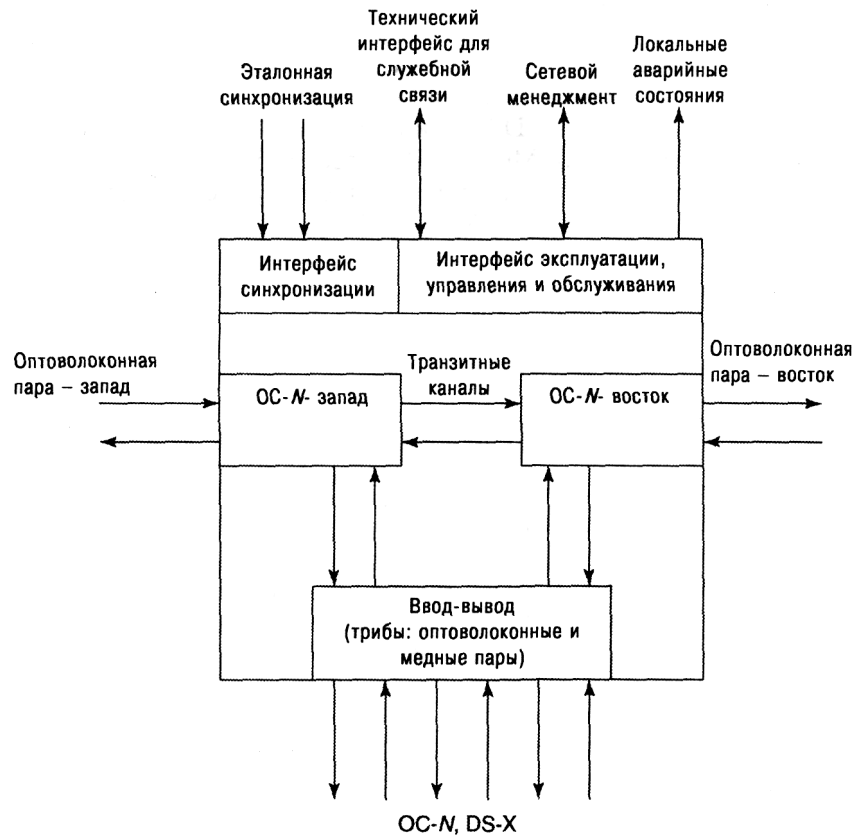 Эталонная
синхронизация
Технический
интерфейс для
служебной
связи
Сетевой
менеджмент
Локальные
аварийные
состояния
Интерфейс
синхронизации
Интерфейс эксплуатации,
управления и обслуживания
Оптоволоконная
пара – запад
ОС-N- запад
Транзитные
каналы
ОС-N- восток
Оптоволоконная
пара – восток
Ввод-вывод
(трибы: оптоволоконные и
медные пары)
OC-N, DS-X